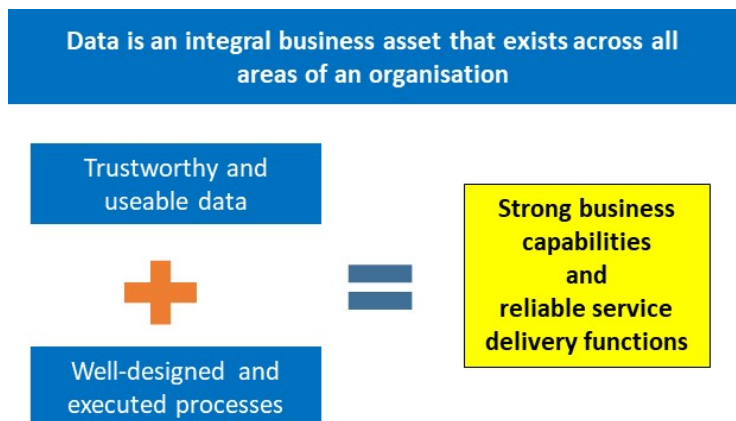 Data is an integral business asset that exists across all
areas of an organisation
Trustworthy and
useable data
Well-designed and
executed processes
Strong business
capabilities
and
reliable service
delivery functions